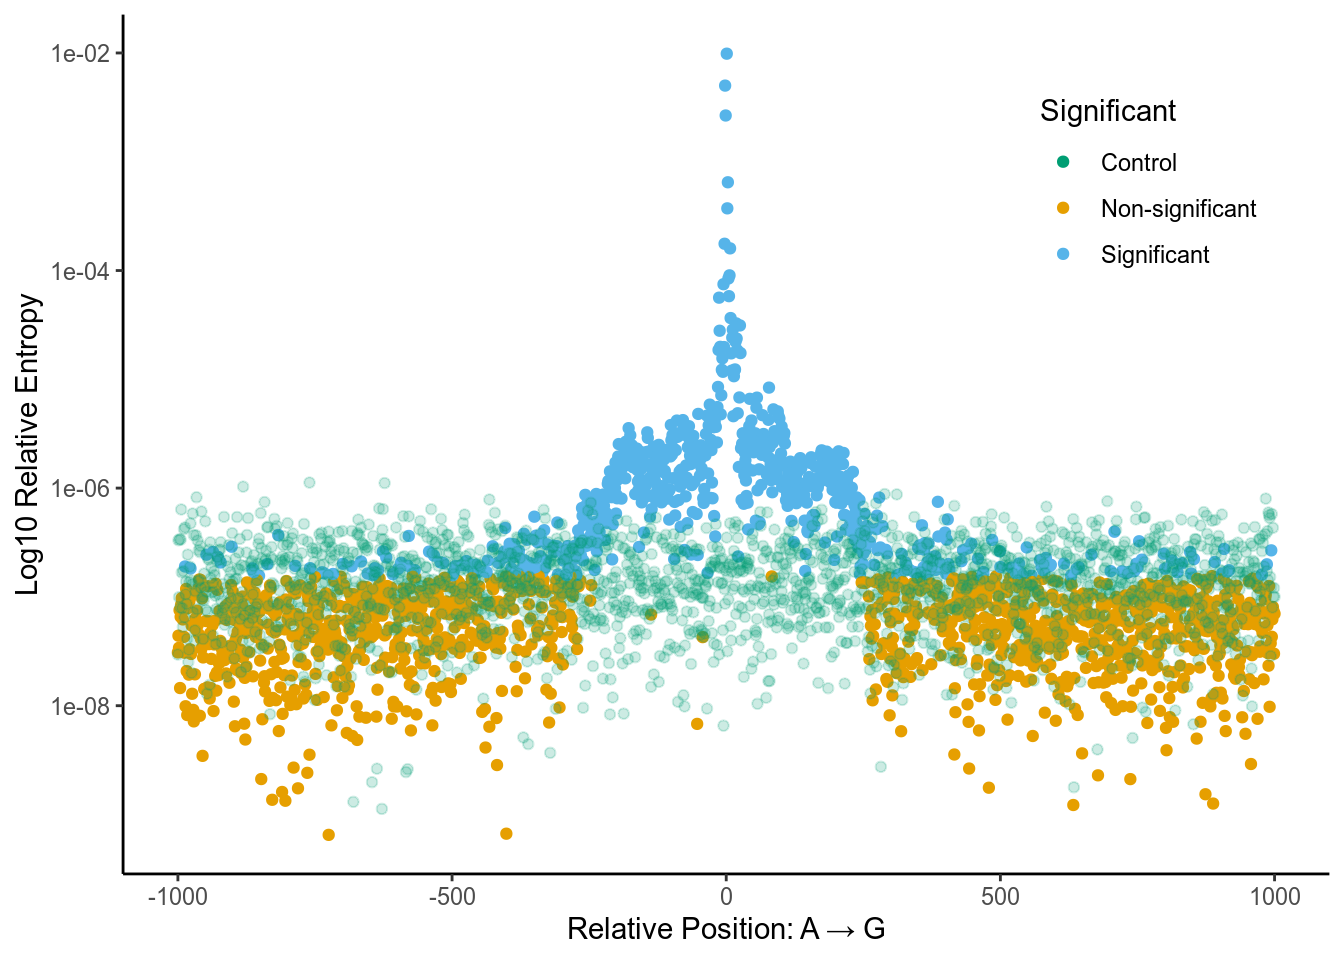 1e-02
1e-04
1e-06
1e-08
Log10 Relative Entropy
Significant
Control
Non-significant
Significant
-1000
-500
0
500
1000
Relative Position: A → G